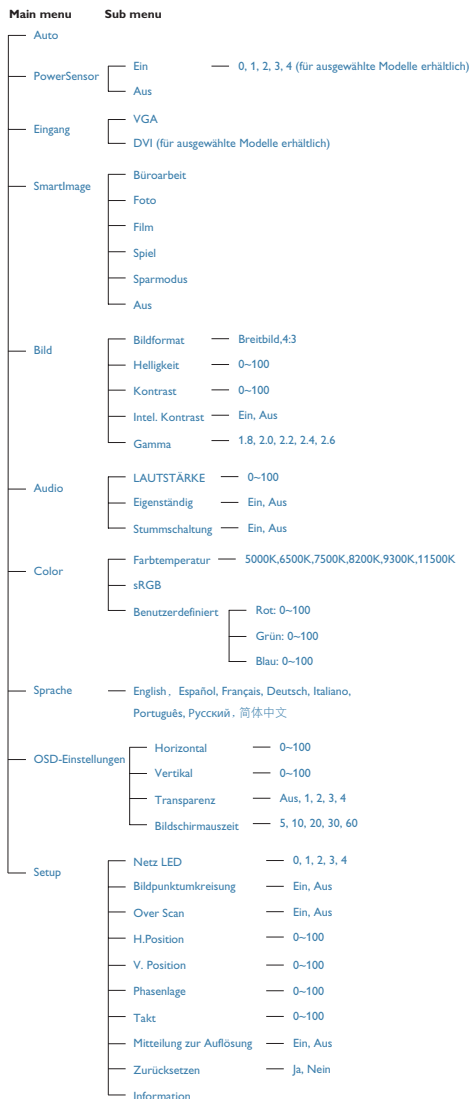 Main menu Sub menu
Auto
PowerSensor Ein 0, 1, 2, 3, 4 (für ausgewählte Modelle erhältlich)
Aus
Eingang VGA
DVI (für ausgewählte Modelle erhältlich)
SmartImage Büroarbeit
Foto
Film
Spiel
Sparmodus
Aus
Bild Bildformat Breitbild,4:3
Helligkeit 0~100
Kontrast 0~100
Intel. Kontrast Ein, Aus
Gamma 1.8, 2.0, 2.2, 2.4, 2.6
Audio LAUTSTÄRKE 0~100
Eigenständig Ein, Aus
Stummschaltung Ein, Aus
Color Farbtemperatur 5000K,6500K,7500K,8200K,9300K,11500K
sRGB
Benutzerdefiniert Rot: 0~100
Grün: 0~100
Blau: 0~100
Sprache English, Español, Français, Deutsch, Italiano,
Português, Русский, 简体中文
OSD-Einstellungen Horizontal 0~100
Vertikal 0~100
Transparenz Aus, 1, 2, 3, 4
Bildschirmauszeit 5, 10, 20, 30, 60
Setup Netz LED 0, 1, 2, 3, 4
Bildpunktumkreisung Ein, Aus
Over Scan Ein, Aus
H.Position 0~100
V. Position 0~100
Phasenlage 0~100
Takt 0~100
Mitteilung zur Auflösung Ein, Aus
Zurücksetzen Ja, Nein
Information